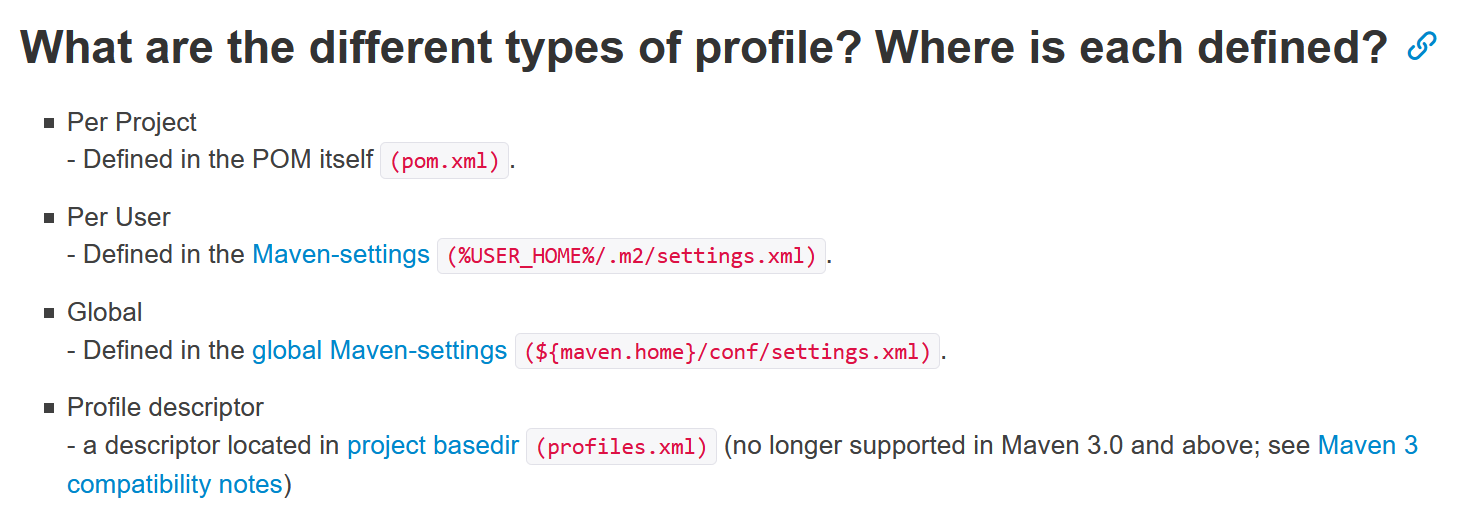 What are the different types of profile? Where is each defined?
Per Project
- Defined in the POM itself (pom.xml).
Per User
- Defined in the Maven-settings (%USER_HOME%/.m2/settings.xml).
Global
- Defined in the global Maven-settings (${maven.home}/conf/settings.xml).
Profile descriptor
- a descriptor located in project basedir (profiles.xml) (no longer supported in Maven 3.0 and above; see Maven 3
compatibility notes)